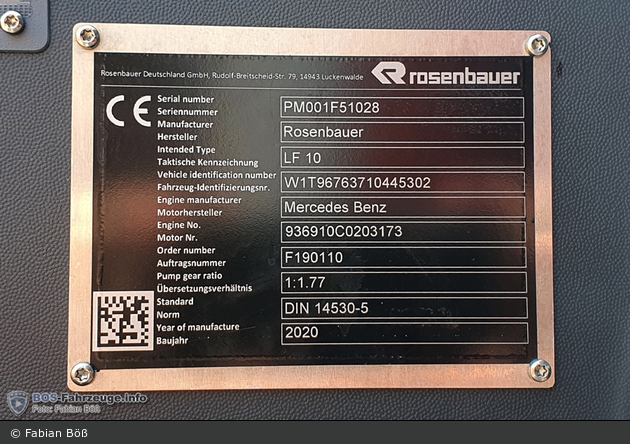 Rosenbauer Deutschland GmbH, Rudolf-Breitscheid-Str. 79, 14943 Luckenwalde
rosenbauer
CE
Serial number
Seriennummer
PM001F51028
Manufacturer
Hersteller
Rosenbauer
Intended Type
Taktische Kennzeichnung
LF 10
Vehicle identification number
Fahrzeug-Identifizierungsnr.
W1T96763710445302
Engine manufacturer
Motorhersteller
Mercedes Benz
Engine No.
Motor Nr.
936910C0203173
Order number
Auftragsnummer
F190110
Pump gear ratio
Übersetzungsverhältnis
1:1.77
Standard
Norm
DIN 14530-5
Year of manufacture
Baujahr
2020
BOS-Fahrzeuge.Info
Foto: Fabian Böß
© Fabian Böß